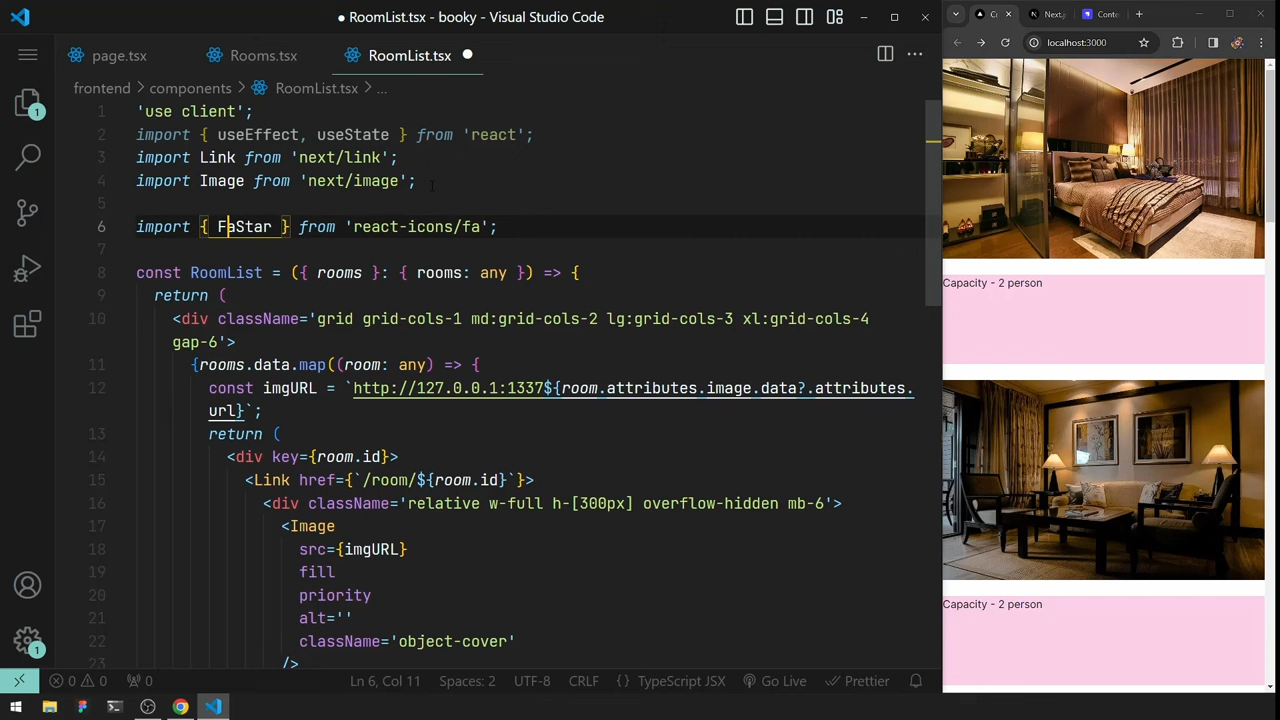 RoomList.tsx - booky - Visual Studio Code
page.tsx
Rooms.tsx
RoomList.tsx
frontend
components
RoomList.tsx
...
1 'use client';
2 import { useEffect, useState } from 'react';
3 import Link from 'next/link';
4 import Image from 'next/image';
5
6 import { FaStar } from 'react-icons/fa';
7
8 const RoomList = ({ rooms }: { rooms: any }) => {
9 return (
10 <div className='grid grid-cols-1 md:grid-cols-2 lg:grid-cols-3 xl:grid-cols-4
gap-6'>
11 {rooms.data.map((room: any) => {
12 const imgURL = `http://127.0.0.1:1337${room.attributes.image.data?.attributes.
url}`;
13 return (
14 <div key={room.id}>
15 <Link href={`/room/${room.id}`}>
16 <div className='relative w-full h-[300px] overflow-hidden mb-6'>
17 <Image
18 src={imgURL}
19 fill
20 priority
21 alt=''
22 className='object-cover'
23 />
1
1
0
0
0
Ln 6, Col 11
Spaces: 2
UTF-8
CRLF
TypeScript JSX
Go Live
Prettier
Cr
Next.j
Conte
localhost:3000
Capacity - 2 person
Capacity - 2 person